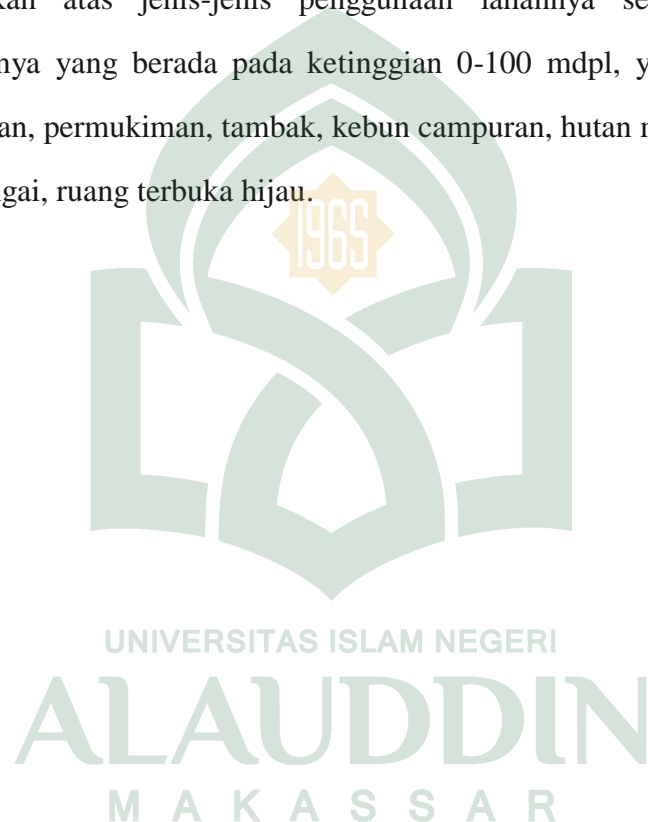 kan atas jenis-jenis penggunaan lahannya se
nya yang berada pada ketinggian 0-100 mdpl, y
an, permukiman, tambak, kebun campuran, hutan
gai, ruang terbuka hijau.
1965
UNIVERSITAS ISLAM NEGERI
ALAUDDIN
MAKASSAR